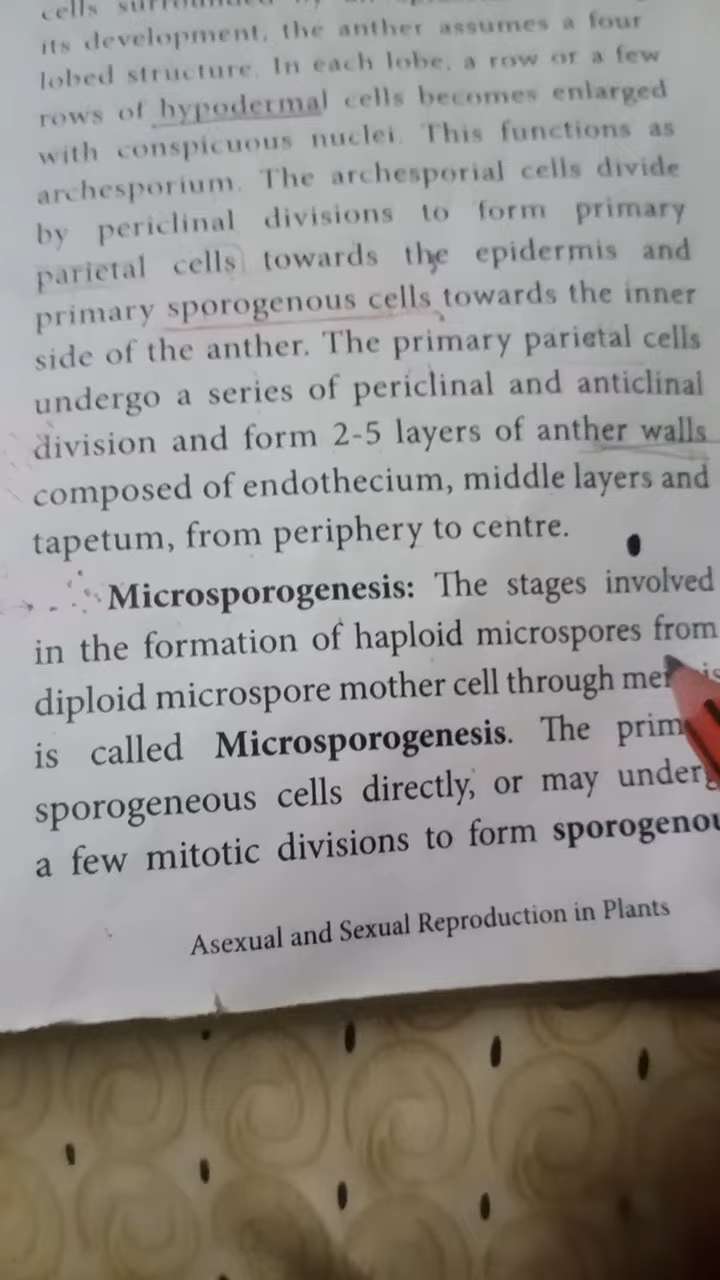 cells
its development, the anther assumes a four
lobed structure. In each lobe, a row or a few
rows of hypodermal cells becomes enlarged
with conspicuous nuclei. This functions as
archesporium. The archesporial cells divide
by periclinal divisions to form primary
parietal cells towards the epidermis and
primary sporogenous cells towards the inner
side of the anther. The primary parietal cells
undergo a series of periclinal and anticlinal
division and form 2-5 layers of anther walls
composed of endothecium, middle layers and
tapetum, from periphery to centre.
Microsporogenesis: The stages involved
in the formation of haploid microspores from
diploid microspore mother cell through
is called Microsporogenesis. The prim
sporogeneous cells directly, or may under
a few mitotic divisions to form sporogenou
Asexual and Sexual Reproduction in Plants